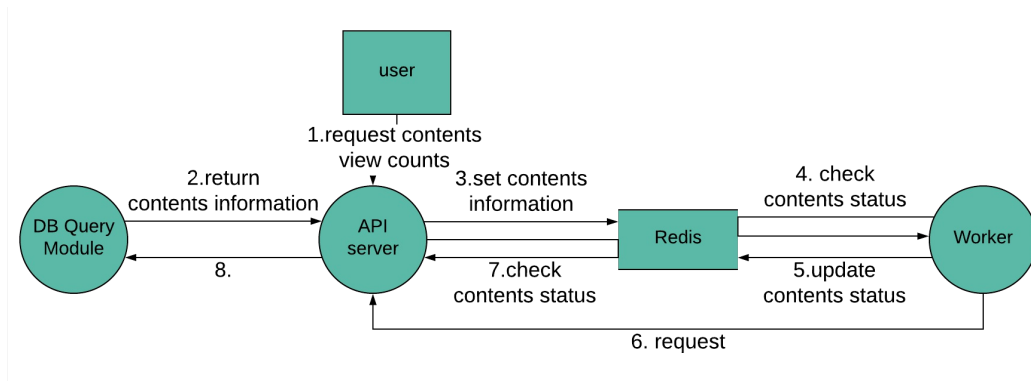 user
1.request contents
view counts
2.return
contents information
3.set contents
information
4. check
contents status
DB Query
Module
API
server
Redis
Worker
8.
7.check
contents status
5.update
contents status
6. request